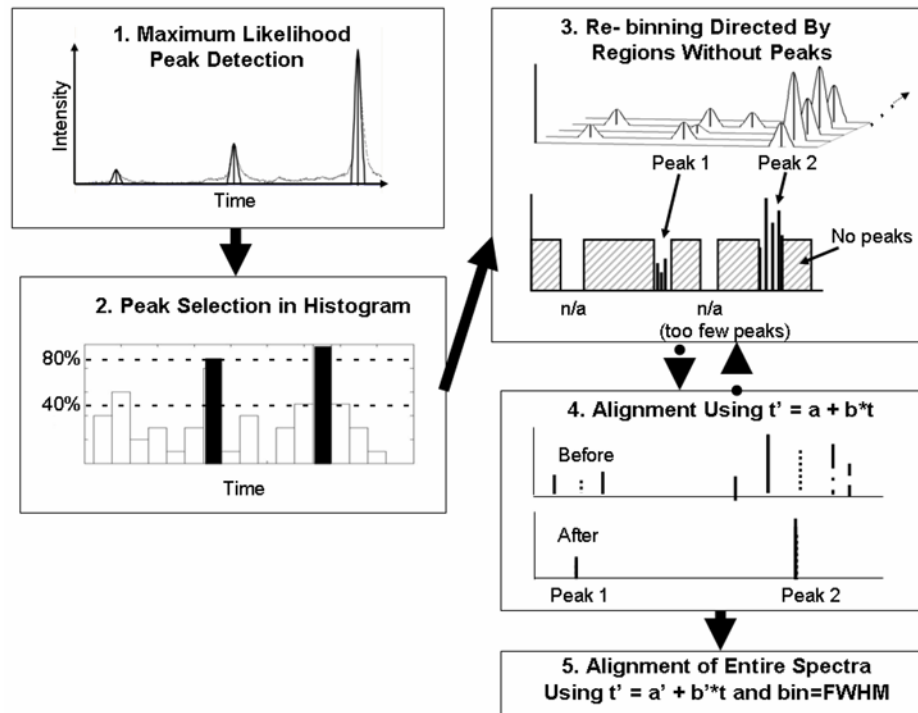 1. Maximum Likelihood
Peak Detection
Intensity
Time
2. Peak Selection in Histogram
80%
40%
Time
3. Re- binning Directed By
Regions Without Peaks
Peak 1
Peak 2
No peaks
n/a
n/a
(too few peaks)
4. Alignment Using t' = a + b*t
Before
After
Peak 1
Peak 2
5. Alignment of Entire Spectra
Using t' = a' + b'*t and bin=FWHM